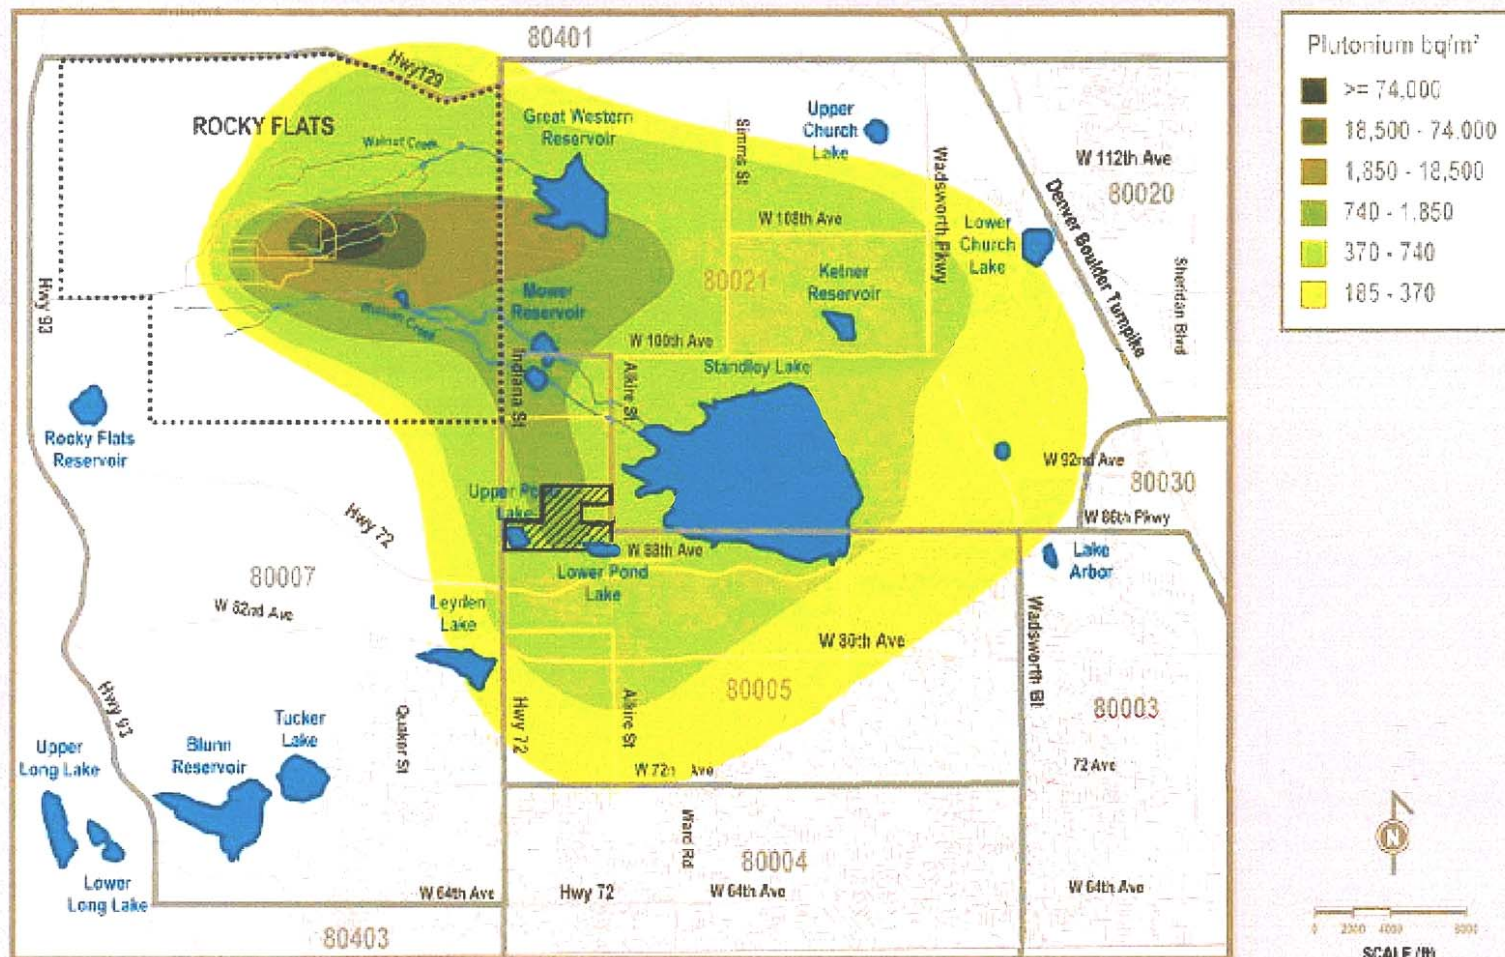 80401
Hwy 129
ROCKY FLATS
Walnut Creek
Great Western
Reservoir
Upper
Church
Lake
Simms St
Wadsworth Pkwy
W 112th Ave
80020
Denver Boulder Turnpike
W 108th Ave
Lower
Church
Lake
Sheridan Blvd
80021
Ketner
Reservoir
Hwy 93
Mower
Reservoir
Creek
W 100th Ave
Standley Lake
Indiana St
Alkire St
Rocky Flats
Reservoir
W 92nd Ave
80030
Upper Pond
Lake
W 86th Pkwy
Hwy 72
W 88th Ave
Lower Pond
Lake
Lake
Arbor
80007
W 82nd Ave
Leyden
Lake
W 80th Ave
Wadsworth Bl
80005
80003
Hwy 93
Quaker St
Hwy 72
Alkire St
Tucker
Lake
Upper
Long Lake
Blunn
Reservoir
W 72n Ave
72 Ave
Ward Rd
80004
Lower
Long Lake
W 64th Ave
Hwy 72
W 64th Ave
W 64th Ave
80403
Plutonium bq/m²
>= 74,000
18,500 - 74,000
1,850 - 18,500
740 - 1,850
370 - 740
185 - 370
N
0 2000 4000 8000
SCALE (ft)